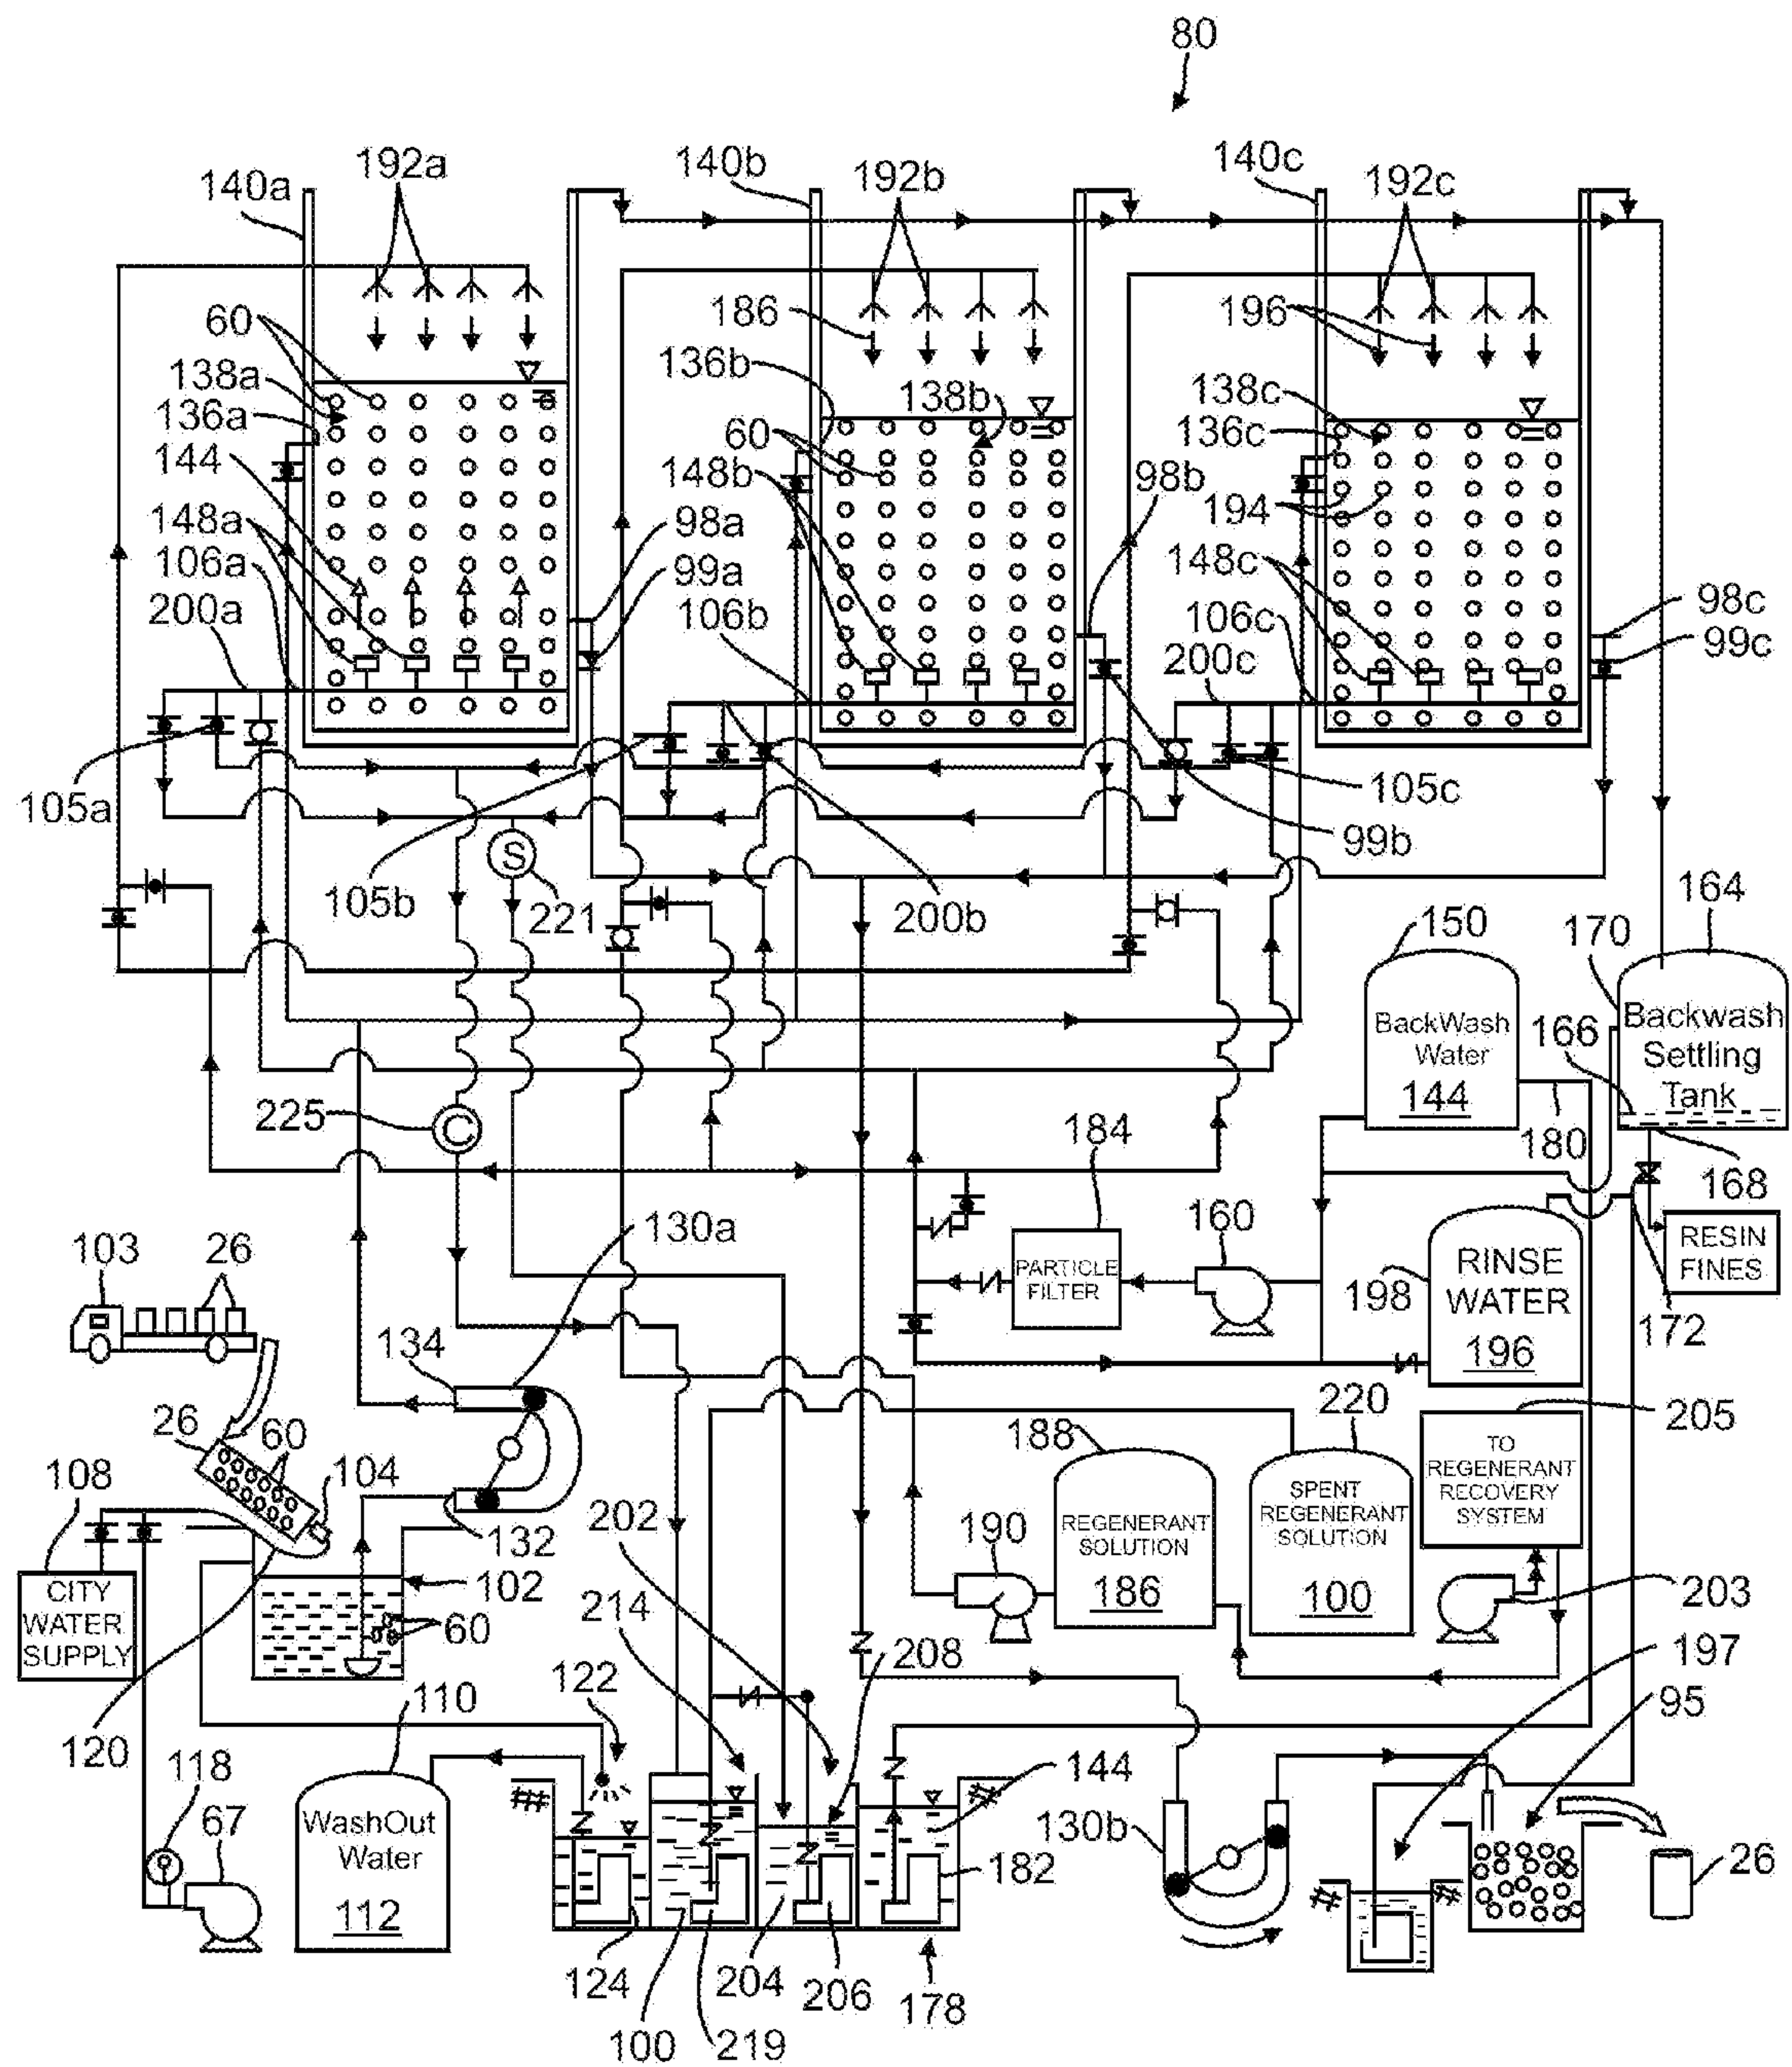 80
140a
192a
140b
192b
140c
192c
60
186
196
138a
136b
138b
138c
136a
60
136c
144
148b
98b
194
148a
98a
148c
106a
99a
106b
106c
98c
200a
200c
99c
105a
105c
99b
105b
221
200b
164
150
170
BackWash
Water
144
166
Backwash
Settling
Tank
225
184
180
168
103
26
130a
160
PARTICLE
FILTER
RINSE
WATER
196
198
RESIN
FINES
172
134
26
60
104
108
188
220
205
TO
REGENERANT
RECOVERY
SYSTEM
SPENT
REGENERANT
SOLUTION
100
REGENERANT
SOLUTION
186
202
190
132
CITY
WATER
SUPPLY
102
60
214
208
203
197
95
122
110
120
118
67
WashOut
Water
112
144
130b
182
26
124
204
206
178
100
219
S
C